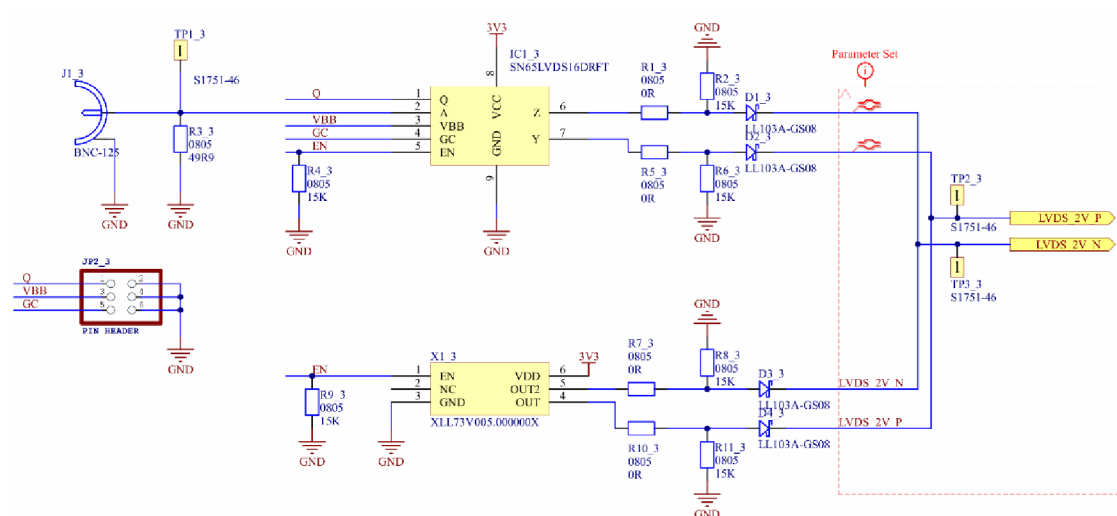 TP1_3
S1751-46
J1_3
BNC-125
R3_3
0805
49R9
GND
GND
3V3
IC1_3
SN65LVDS16DRFT
Q
VBB
GC
EN
1
2
3
4
5
Q
A
VBB
GC
EN
VCC
GND
8
9
Z
Y
6
7
R4_3
0805
15K
GND
GND
R1_3
0805
0R
GND
R2_3
0805
15K
D1_3
LL103A-GS08
D2_3
LL103A-GS08
R5_3
0805
0R
R6_3
0805
15K
GND
Parameter Set
i
TP2_3
S1751-46
LVDS_2V_P
LVDS_2V_N
TP3_3
S1751-46
JP2_3
Q
VBB
GC
1
2
3
4
5
6
PIN HEADER
GND
X1_3
EN
1
2
3
EN
NC
GND
VDD
OUT2
OUT
6
5
4
XLL73V005.000000X
3V3
R9_3
0805
15K
GND
GND
R7_3
0805
0R
GND
R8_3
0805
15K
D3_3
LL103A-GS08
D4_3
LL103A-GS08
LVDS_2V_N
LVDS_2V_P
R10_3
0805
0R
R11_3
0805
15K
GND